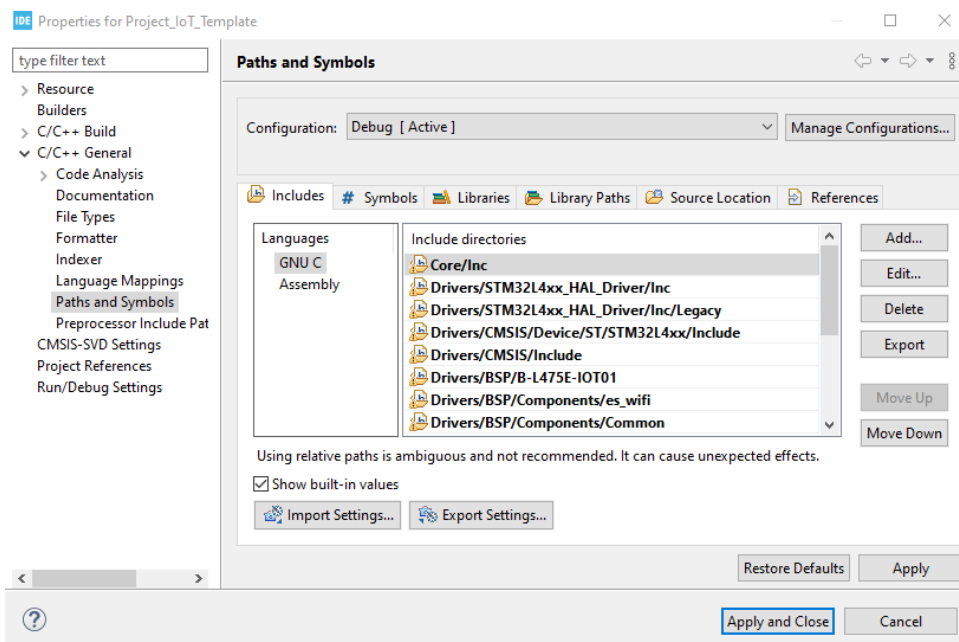 IDE Properties for Project_IoT_Template
type filter text
Resource
Builders
C/C++ Build
C/C++ General
Code Analysis
Documentation
File Types
Formatter
Indexer
Language Mappings
Paths and Symbols
Preprocessor Include Pat
CMSIS-SVD Settings
Project References
Run/Debug Settings
Paths and Symbols
Configuration: Debug [ Active ] Manage Configurations...
Includes # Symbols Libraries Library Paths Source Location References
Languages
GNU C
Assembly
Include directories
Core/Inc
Drivers/STM32L4xx_HAL_Driver/Inc
Drivers/STM32L4xx_HAL_Driver/Inc/Legacy
Drivers/CMSIS/Device/ST/STM32L4xx/Include
Drivers/CMSIS/Include
Drivers/BSP/B-L475E-IOT01
Drivers/BSP/Components/es_wifi
Drivers/BSP/Components/Common
Add...
Edit...
Delete
Export
Move Up
Move Down
Using relative paths is ambiguous and not recommended. It can cause unexpected effects.
Show built-in values
Import Settings... Export Settings...
Restore Defaults Apply
? Apply and Close Cancel